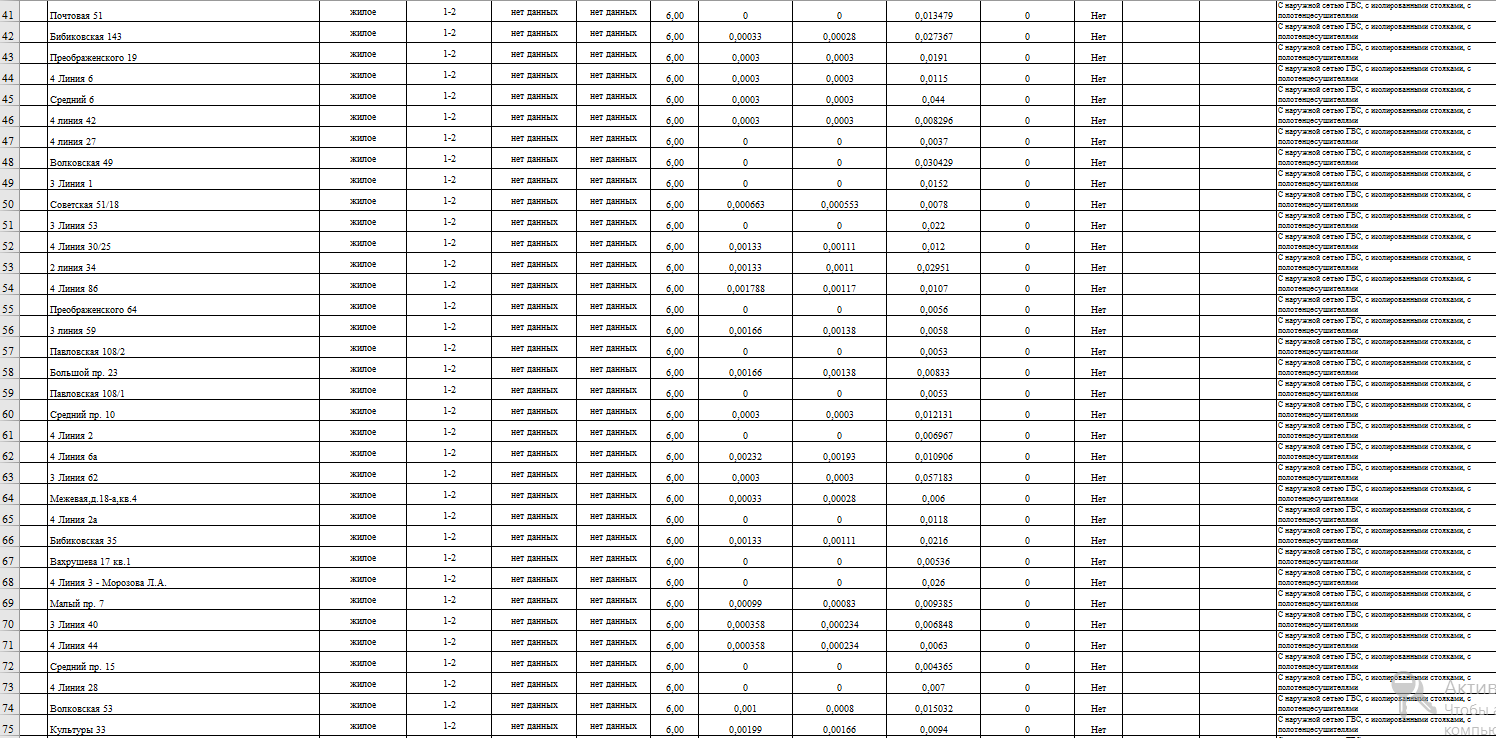 41 Почтовая 51 жилое 1-2 нет данных нет данных 6,00 0 0 0,013479 0 Нет С наружной сетью ГВС, с изолированными стояками, с полотенцесушителями
42 Бибиковская 143 жилое 1-2 нет данных нет данных 6,00 0,00033 0,00028 0,027367 0 Нет С наружной сетью ГВС, с изолированными стояками, с полотенцесушителями
43 Преображенского 19 жилое 1-2 нет данных нет данных 6,00 0,0003 0,0003 0,0191 0 Нет С наружной сетью ГВС, с изолированными стояками, с полотенцесушителями
44 4 Линия 6 жилое 1-2 нет данных нет данных 6,00 0,0003 0,0003 0,0115 0 Нет С наружной сетью ГВС, с изолированными стояками, с полотенцесушителями
45 Средний 6 жилое 1-2 нет данных нет данных 6,00 0,0003 0,0003 0,044 0 Нет С наружной сетью ГВС, с изолированными стояками, с полотенцесушителями
46 4 линия 42 жилое 1-2 нет данных нет данных 6,00 0,0003 0,0003 0,008296 0 Нет С наружной сетью ГВС, с изолированными стояками, с полотенцесушителями
47 4 линия 27 жилое 1-2 нет данных нет данных 6,00 0 0 0,0037 0 Нет С наружной сетью ГВС, с изолированными стояками, с полотенцесушителями
48 Волковская 49 жилое 1-2 нет данных нет данных 6,00 0 0 0,030429 0 Нет С наружной сетью ГВС, с изолированными стояками, с полотенцесушителями
49 3 Линия 1 жилое 1-2 нет данных нет данных 6,00 0 0 0,0152 0 Нет С наружной сетью ГВС, с изолированными стояками, с полотенцесушителями
50 Советская 51/18 жилое 1-2 нет данных нет данных 6,00 0,000663 0,000553 0,0078 0 Нет С наружной сетью ГВС, с изолированными стояками, с полотенцесушителями
51 3 Линия 53 жилое 1-2 нет данных нет данных 6,00 0 0 0,022 0 Нет С наружной сетью ГВС, с изолированными стояками, с полотенцесушителями
52 4 Линия 30/25 жилое 1-2 нет данных нет данных 6,00 0,00133 0,00111 0,012 0 Нет С наружной сетью ГВС, с изолированными стояками, с полотенцесушителями
53 2 линия 34 жилое 1-2 нет данных нет данных 6,00 0,00133 0,0011 0,02951 0 Нет С наружной сетью ГВС, с изолированными стояками, с полотенцесушителями
54 4 Линия 8б жилое 1-2 нет данных нет данных 6,00 0,001788 0,00117 0,0107 0 Нет С наружной сетью ГВС, с изолированными стояками, с полотенцесушителями
55 Преображенского 64 жилое 1-2 нет данных нет данных 6,00 0 0 0,0056 0 Нет С наружной сетью ГВС, с изолированными стояками, с полотенцесушителями
56 3 линия 59 жилое 1-2 нет данных нет данных 6,00 0,00166 0,00138 0,0058 0 Нет С наружной сетью ГВС, с изолированными стояками, с полотенцесушителями
57 Павловская 108/2 жилое 1-2 нет данных нет данных 6,00 0 0 0,0053 0 Нет С наружной сетью ГВС, с изолированными стояками, с полотенцесушителями
58 Большой пр. 23 жилое 1-2 нет данных нет данных 6,00 0,00166 0,00138 0,00833 0 Нет С наружной сетью ГВС, с изолированными стояками, с полотенцесушителями
59 Павловская 108/1 жилое 1-2 нет данных нет данных 6,00 0 0 0,0053 0 Нет С наружной сетью ГВС, с изолированными стояками, с полотенцесушителями
60 Средний пр. 10 жилое 1-2 нет данных нет данных 6,00 0,0003 0,0003 0,012131 0 Нет С наружной сетью ГВС, с изолированными стояками, с полотенцесушителями
61 4 Линия 2 жилое 1-2 нет данных нет данных 6,00 0 0 0,006967 0 Нет С наружной сетью ГВС, с изолированными стояками, с полотенцесушителями
62 4 Линия 6а жилое 1-2 нет данных нет данных 6,00 0,00232 0,00193 0,010906 0 Нет С наружной сетью ГВС, с изолированными стояками, с полотенцесушителями
63 3 Линия 62 жилое 1-2 нет данных нет данных 6,00 0,0003 0,0003 0,057183 0 Нет С наружной сетью ГВС, с изолированными стояками, с полотенцесушителями
64 Межевая,д.18-а,кв.4 жилое 1-2 нет данных нет данных 6,00 0,00033 0,00028 0,006 0 Нет С наружной сетью ГВС, с изолированными стояками, с полотенцесушителями
65 4 Линия 2а жилое 1-2 нет данных нет данных 6,00 0 0 0,0118 0 Нет С наружной сетью ГВС, с изолированными стояками, с полотенцесушителями
66 Бибиковская 35 жилое 1-2 нет данных нет данных 6,00 0,00133 0,00111 0,0216 0 Нет С наружной сетью ГВС, с изолированными стояками, с полотенцесушителями
67 Вахрушева 17 кв.1 жилое 1-2 нет данных нет данных 6,00 0 0 0,00536 0 Нет С наружной сетью ГВС, с изолированными стояками, с полотенцесушителями
68 4 Линия 3 - Морозова Л.А. жилое 1-2 нет данных нет данных 6,00 0 0 0,026 0 Нет С наружной сетью ГВС, с изолированными стояками, с полотенцесушителями
69 Малый пр. 7 жилое 1-2 нет данных нет данных 6,00 0,00099 0,00083 0,009385 0 Нет С наружной сетью ГВС, с изолированными стояками, с полотенцесушителями
70 3 Линия 40 жилое 1-2 нет данных нет данных 6,00 0,000358 0,000234 0,006848 0 Нет С наружной сетью ГВС, с изолированными стояками, с полотенцесушителями
71 4 Линия 44 жилое 1-2 нет данных нет данных 6,00 0,000358 0,000234 0,0063 0 Нет С наружной сетью ГВС, с изолированными стояками, с полотенцесушителями
72 Средний пр. 15 жилое 1-2 нет данных нет данных 6,00 0 0 0,004365 0 Нет С наружной сетью ГВС, с изолированными стояками, с полотенцесушителями
73 4 Линия 28 жилое 1-2 нет данных нет данных 6,00 0 0 0,007 0 Нет С наружной сетью ГВС, с изолированными стояками, с полотенцесушителями
74 Волковская 53 жилое 1-2 нет данных нет данных 6,00 0,001 0,0008 0,015032 0 Нет С наружной сетью ГВС, с изолированными стояками, с полотенцесушителями
75 Культуры 33 жилое 1-2 нет данных нет данных 6,00 0,00199 0,00166 0,0094 0 Нет С наружной сетью ГВС, с изолированными стояками, с полотенцесушителями
Актив
Чтобы а
компью